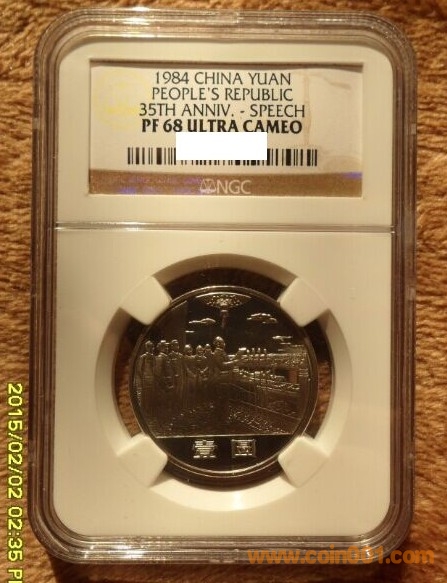 1984 CHINA YUAN
PEOPLE'S REPUBLIC
35TH ANNIV. - SPEECH
PF 68 ULTRA CAMEO
NGC
壹圆
2015/02/02 02:35 P
www.coin001.com